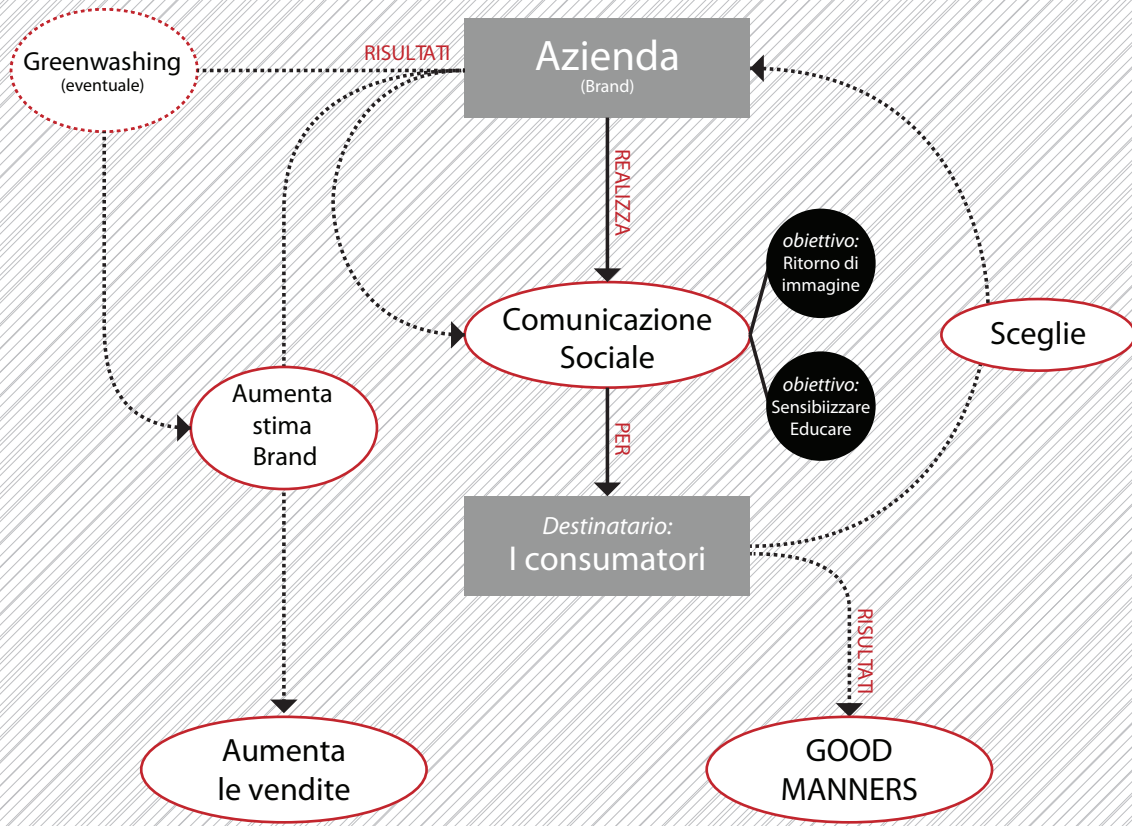 Greenwashing
(eventuale)
RISULTATI
Azienda
(Brand)
REALIZZA
obiettivo:
Ritorno di
immagine
Comunicazione
Sociale
Sceglie
obiettivo:
Sensibiizzare
Educare
Aumenta
stima
Brand
PER
Destinatario:
I consumatori
RISULTATI
Aumenta
le vendite
GOOD
MANNERS